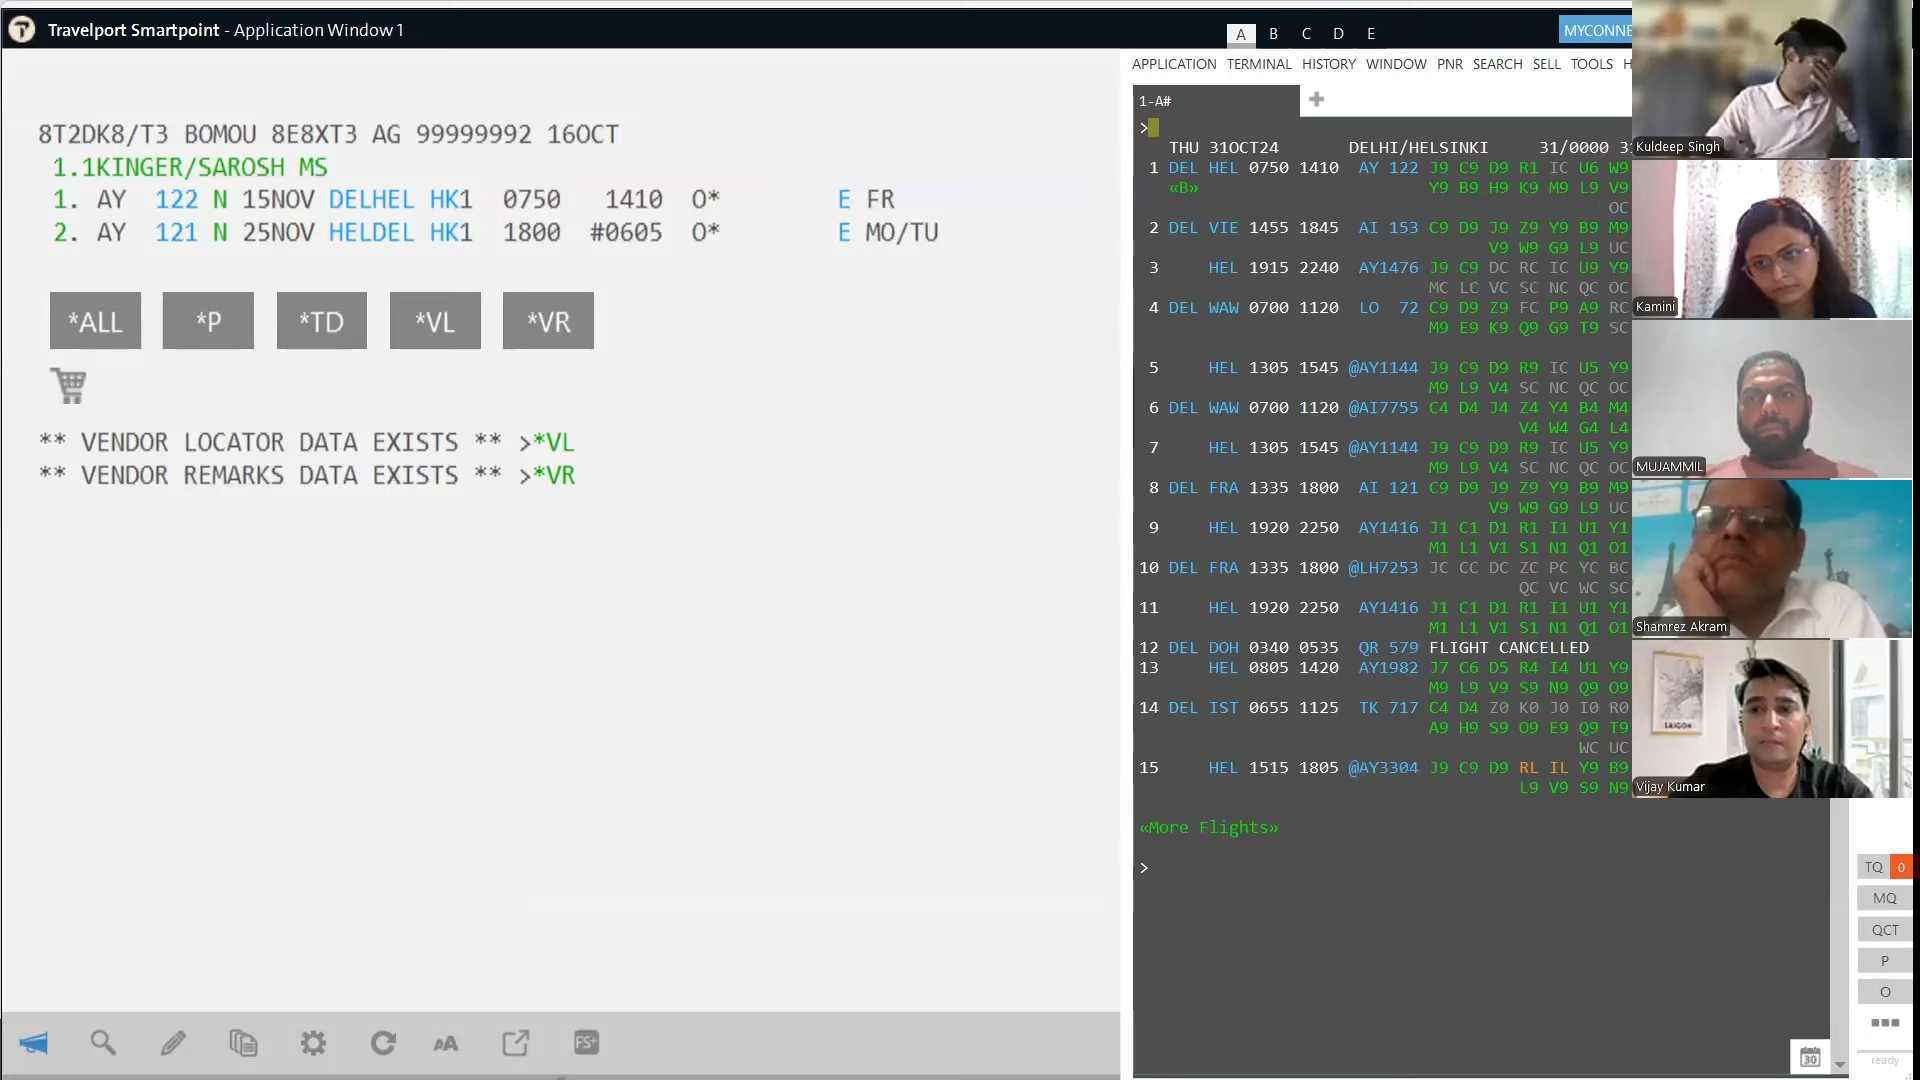 Travelport Smartpoint - Application Window 1
A B C D E
MYCONNE
8T2DK8/T3 BOMOU 8E8XT3 AG 99999992 16OCT
1.1KINGER/SAROSH MS
1. AY 122 N 15NOV DELHEL HK1 0750 1410 O* E FR
2. AY 121 N 25NOV HELDEL HK1 1800 #0605 O* E MO/TU
*ALL *P *TD *VL *VR
** VENDOR LOCATOR DATA EXISTS ** >*VL
** VENDOR REMARKS DATA EXISTS ** >*VR
FS+
APPLICATION TERMINAL HISTORY WINDOW PNR SEARCH SELL TOOLS H
1-A#
>
THU 31OCT24 DELHI/HELSINKI 31/0000 3
1 DEL HEL 0750 1410 AY 122 J9 C9 D9 R1 IC U6 W9
«B» Y9 B9 H9 K9 M9 L9 V9
OC
2 DEL VIE 1455 1845 AI 153 C9 D9 J9 Z9 Y9 B9 M9
V9 W9 G9 L9 UC
3 HEL 1915 2240 AY1476 J9 C9 DC RC IC U9 Y9
MC LC VC SC NC QC OC
4 DEL WAW 0700 1120 LO 72 C9 D9 Z9 FC P9 A9 RC
M9 E9 K9 Q9 G9 T9 SC
5 HEL 1305 1545 @AY1144 J9 C9 D9 R9 IC U5 Y9
M9 L9 V4 SC NC QC OC
6 DEL WAW 0700 1120 @AI7755 C4 D4 J4 Z4 Y4 B4 M4
V4 W4 G4 L4
7 HEL 1305 1545 @AY1144 J9 C9 D9 R9 IC U5 Y9
M9 L9 V4 SC NC QC OC
8 DEL FRA 1335 1800 AI 121 C9 D9 J9 Z9 Y9 B9 M9
V9 W9 G9 L9 UC
9 HEL 1920 2250 AY1416 J1 C1 D1 R1 I1 U1 Y1
M1 L1 V1 S1 N1 Q1 O1
10 DEL FRA 1335 1800 @LH7253 JC CC DC ZC PC YC BC
QC VC WC SC
11 HEL 1920 2250 AY1416 J1 C1 D1 R1 I1 U1 Y1
M1 L1 V1 S1 N1 Q1 O1
12 DEL DOH 0340 0535 QR 579 FLIGHT CANCELLED
13 HEL 0805 1420 AY1982 J7 C6 D5 R4 I4 U1 Y9
M9 L9 V9 S9 N9 Q9 O9
14 DEL IST 0655 1125 TK 717 C4 D4 Z0 K0 J0 I0 R0
A9 H9 S9 O9 E9 Q9 T9
WC UC
15 HEL 1515 1805 @AY3304 J9 C9 D9 RL IL Y9 B9
L9 V9 S9 N9
«More Flights»
>
Kuldeep Singh
Kamini
MUJAMMIL
Shamrez Akram
SAIGON
Vijay Kumar
TQ 0
MQ
QCT
P
O
30
ready